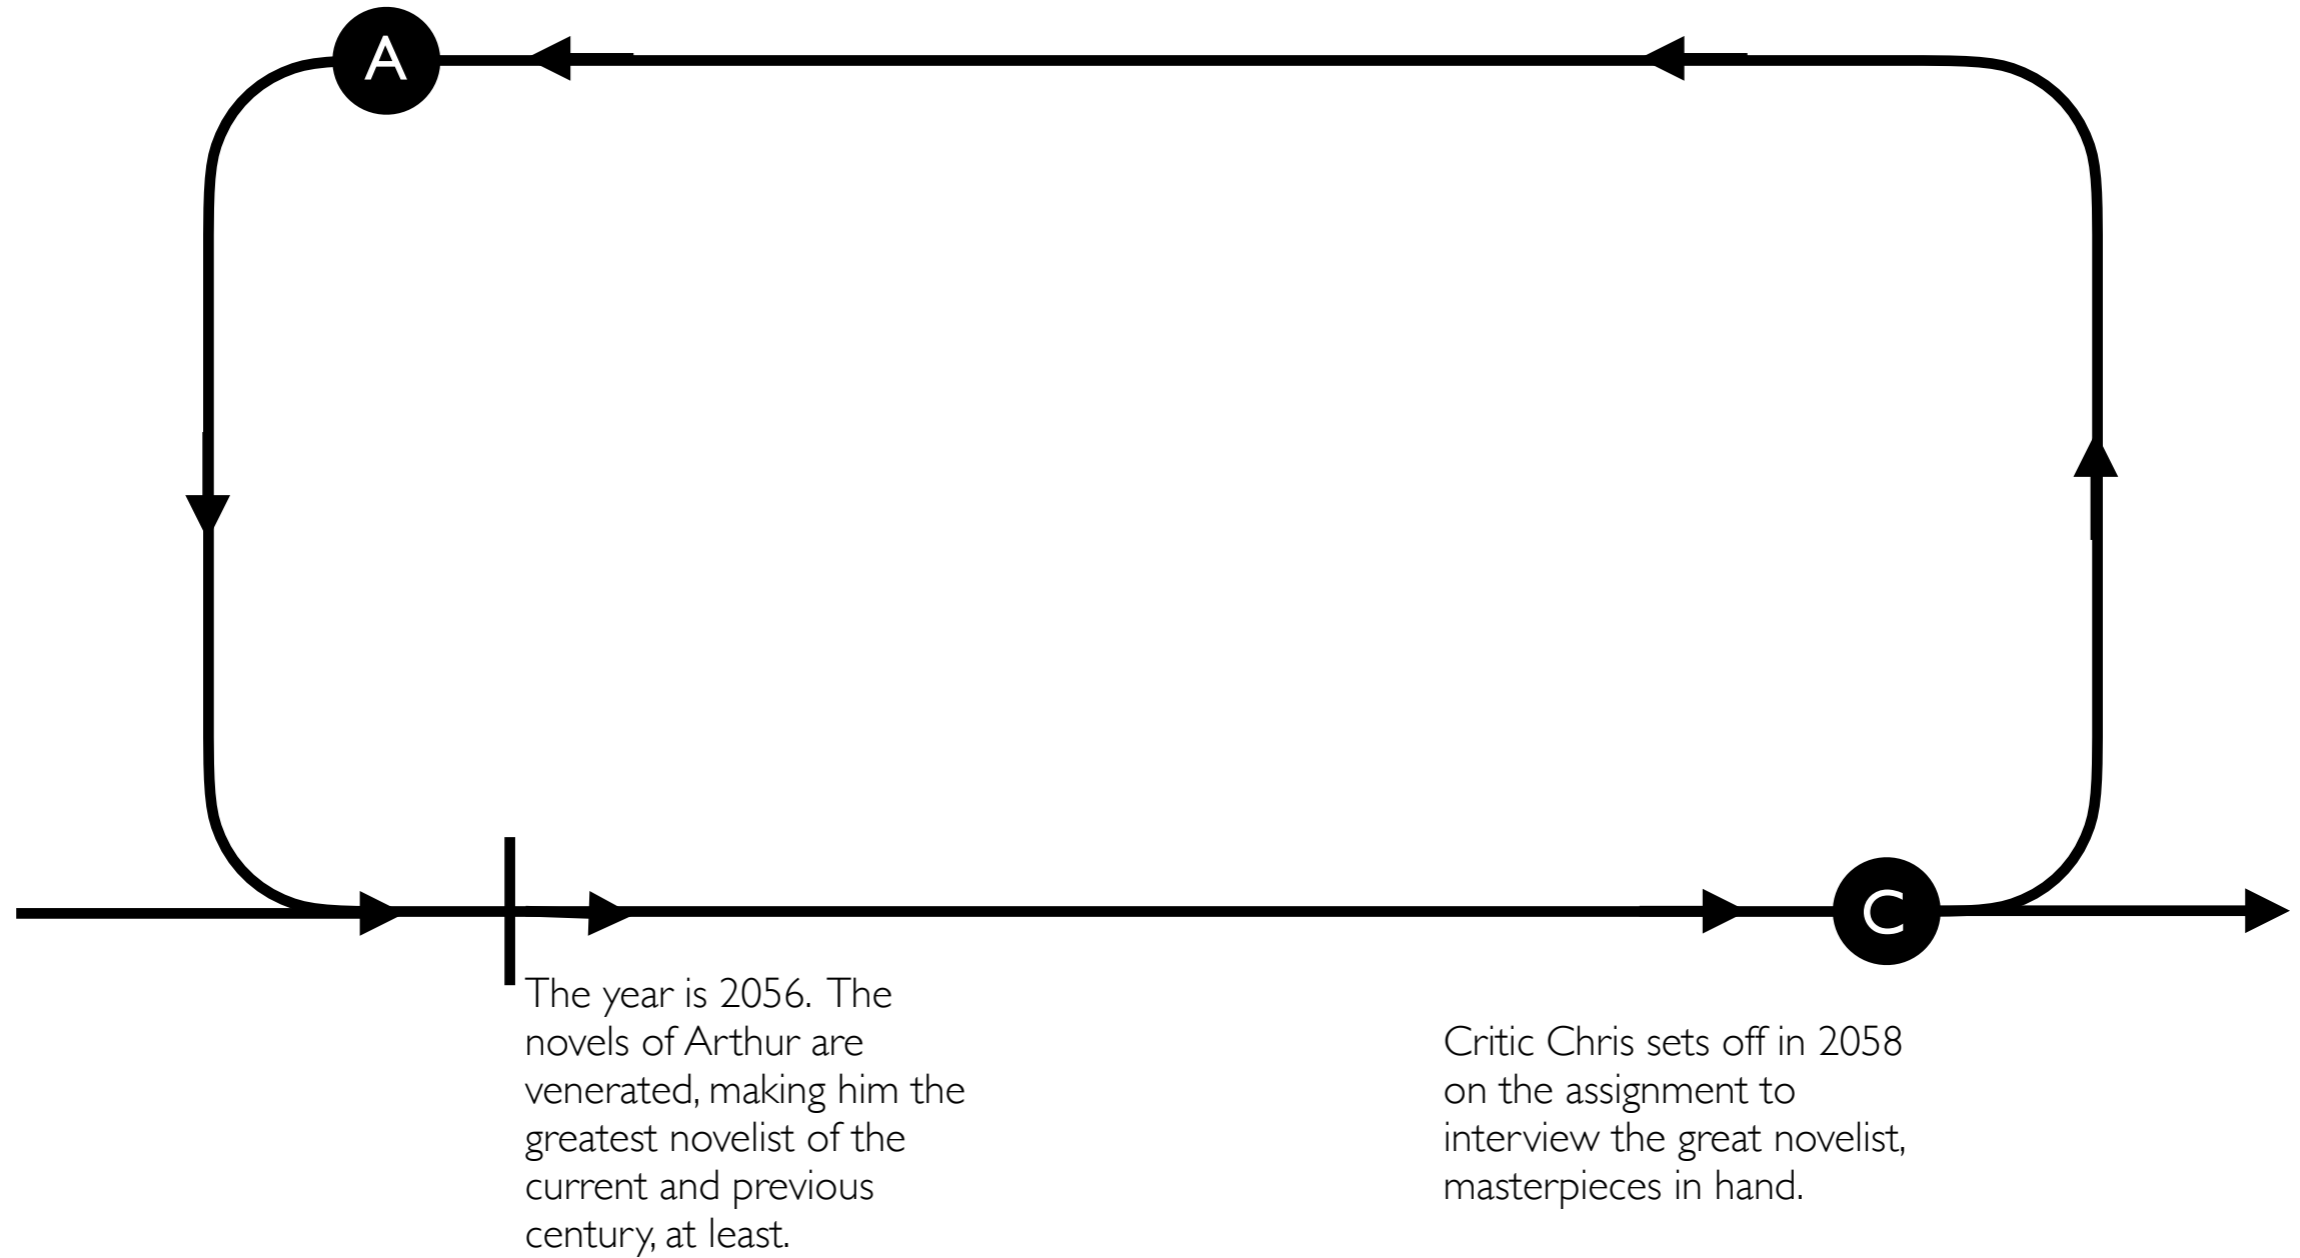 A
C
The year is 2056. The
novels of Arthur are
venerated, making him the
greatest novelist of the
current and previous
century, at least.
Critic Chris sets off in 2058
on the assignment to
interview the great novelist,
masterpieces in hand.